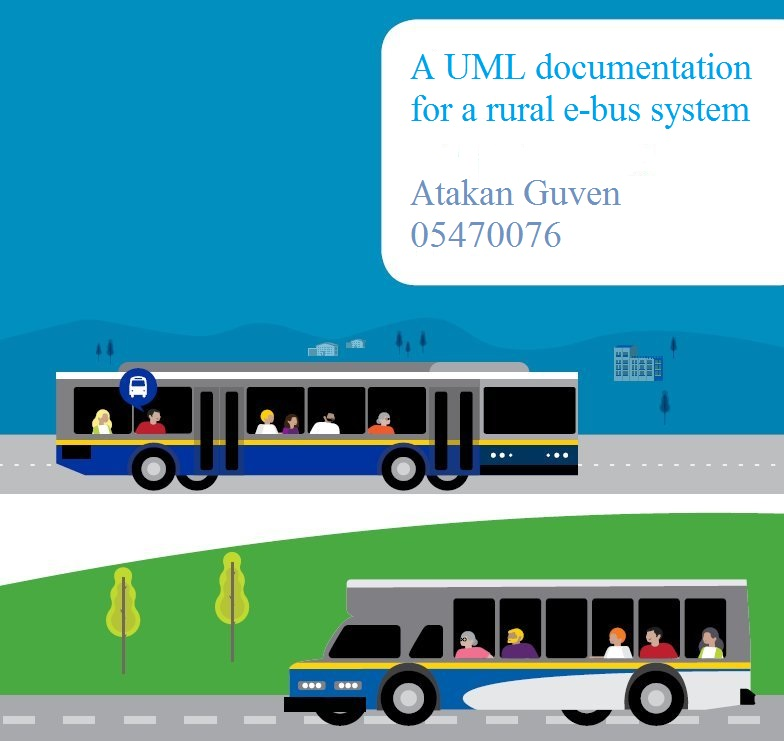 A UML documentation
for a rural e-bus system
Atakan Guven
05470076